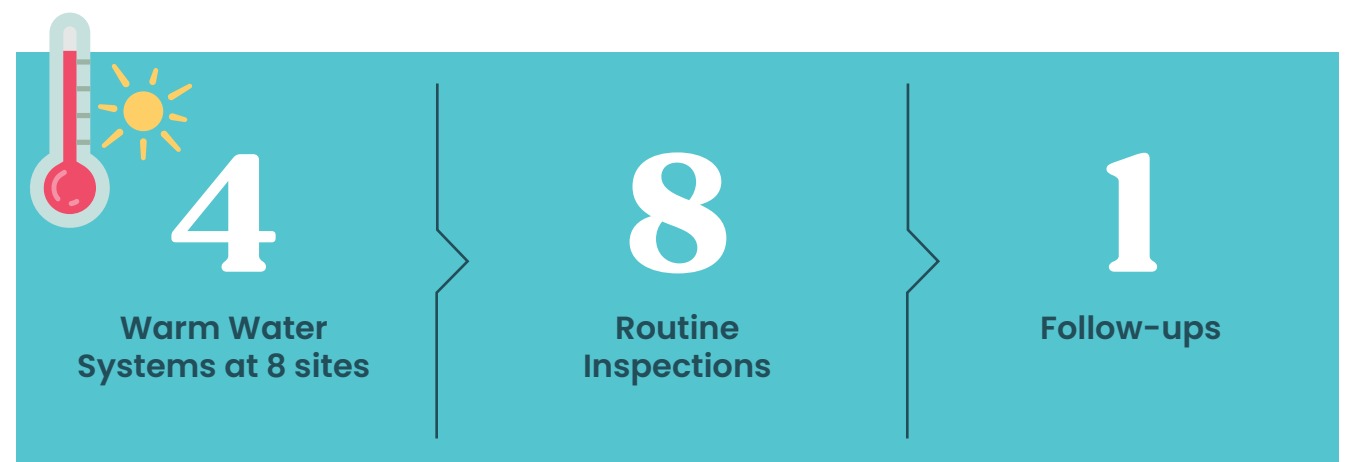 4
Warm Water
Systems at 8 sites
8
Routine
Inspections
1
Follow-ups